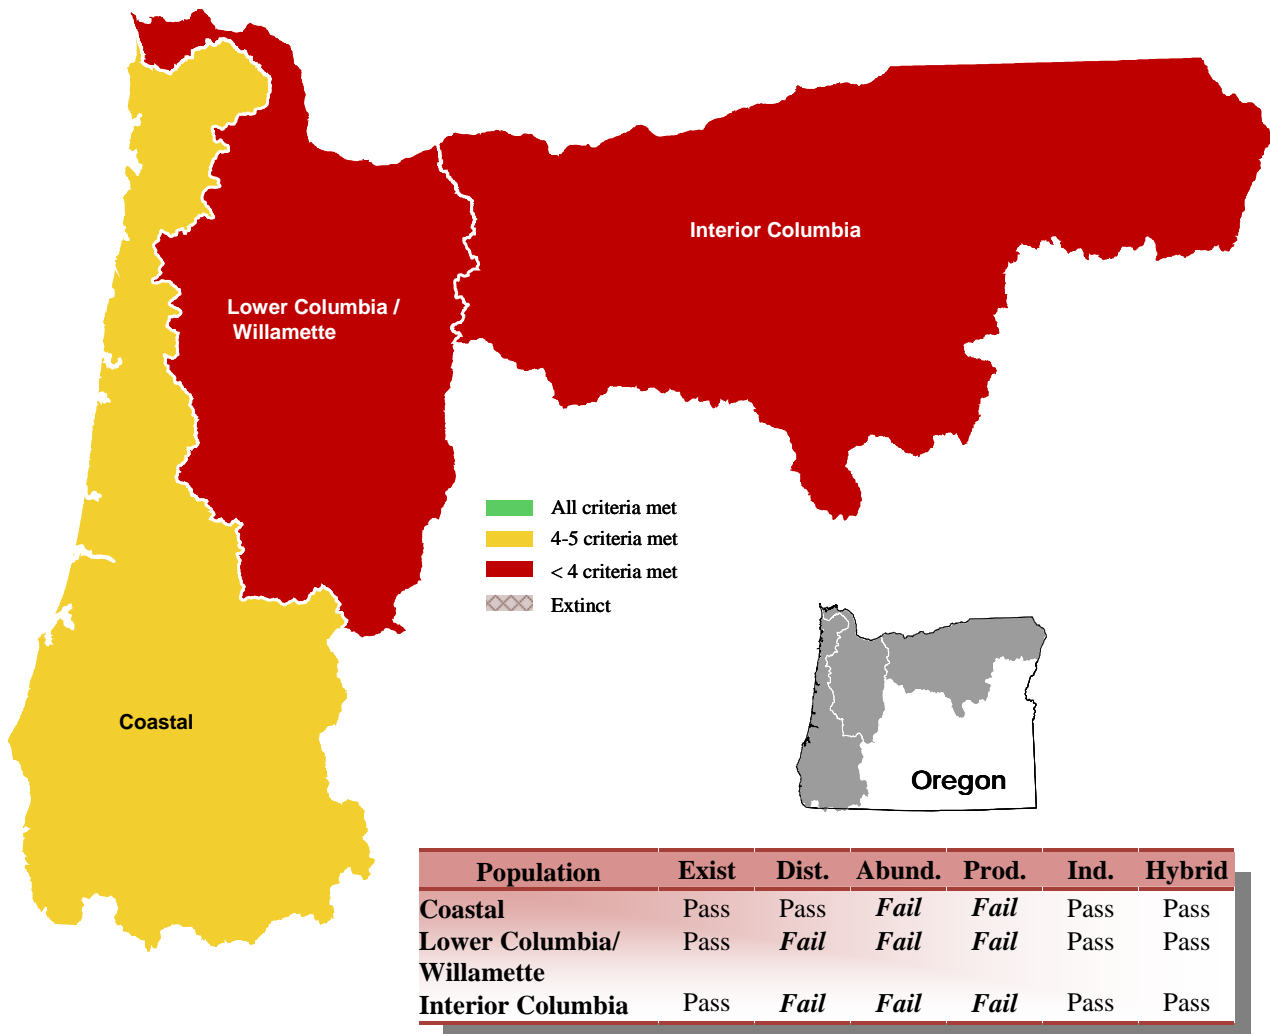 Interior Columbia
Lower Columbia /
Willamette
All criteria met
4-5 criteria met
< 4 criteria met
Extinct
Coastal
Oregon
Population Exist Dist. Abund. Prod. Ind. Hybrid
Coastal Pass Pass Fail Fail Pass Pass
Lower Columbia/ Pass Fail Fail Fail Pass Pass
Willamette
Interior Columbia Pass Fail Fail Fail Pass Pass